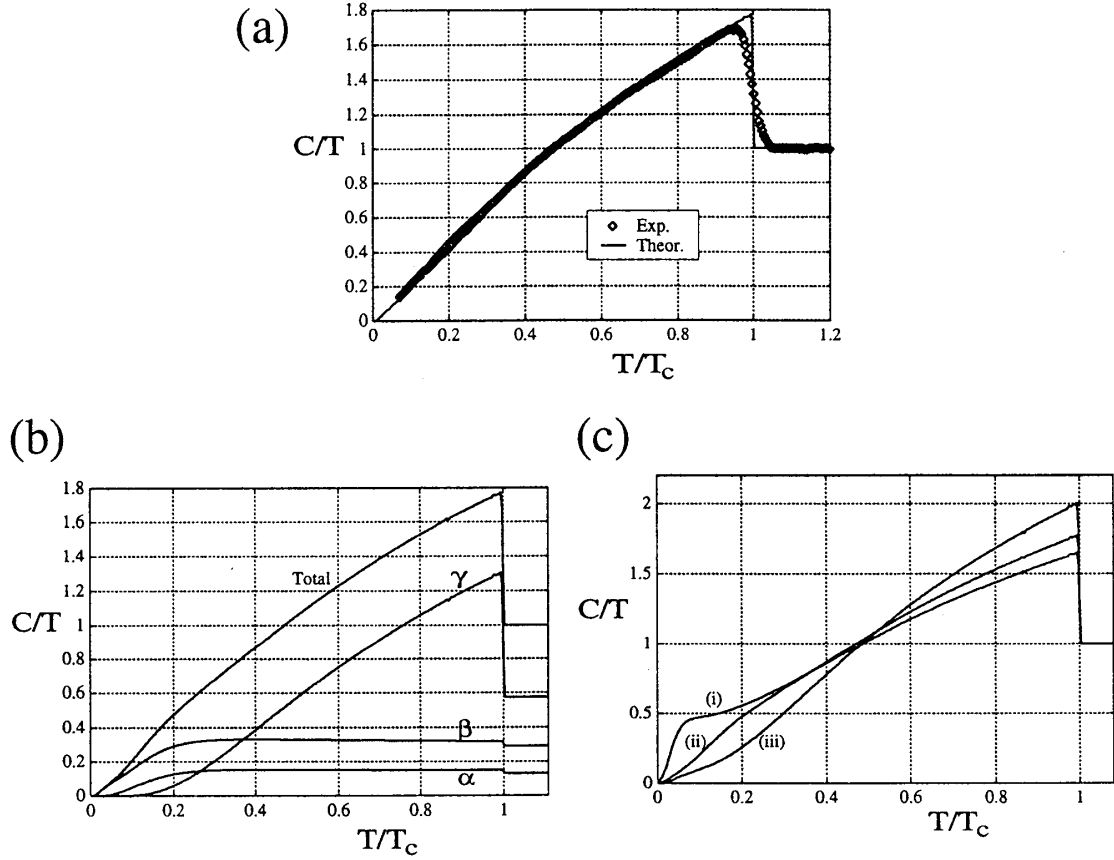 (a)
1.8
1.6
1.4
1.2
C/T 1
0.8
0.6
0.4
0.2
0
Exp.
Theor.
0 0.2 0.4 0.6 0.8 1 1.2
T/Tc
(b)
1.8
1.6
1.4
1.2
C/T 1
0.8
0.6
0.4
0.2
0
Total
γ
β
α
0 0.2 0.4 0.6 0.8 1
T/Tc
(c)
2
1.5
C/T
1
0.5
0
(i)
(ii)
(iii)
0 0.2 0.4 0.6 0.8 1
T/Tc